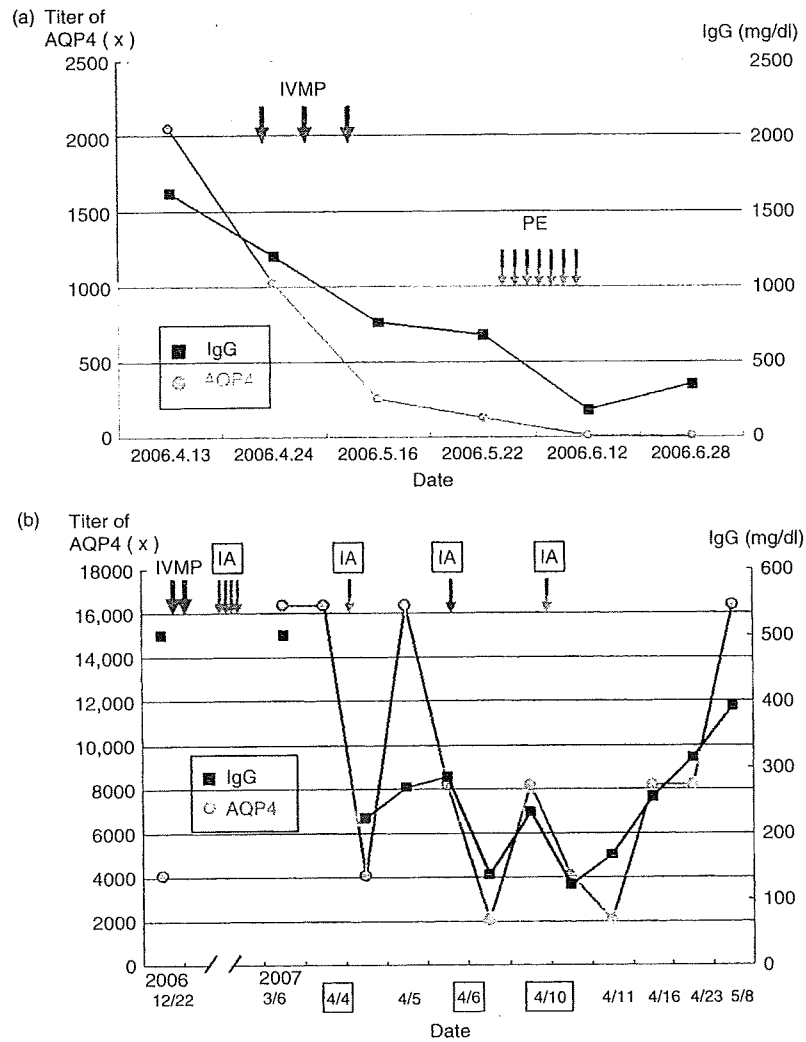 (a) Titer of
AQP4 ( x )
IgG (mg/dl)
2500
2000
1500
1000
500
0
2500
2000
1500
1000
500
0
IVMP
PE
IgG
AQP4
2006.4.13 2006.4.24 2006.5.16 2006.5.22 2006.6.12 2006.6.28
Date
(b) Titer of
AQP4 ( x )
IgG (mg/dl)
IVMP IA IA IA IA
18000
16,000
14,000
12,000
10,000
8000
6000
4000
2000
0
600
500
400
300
200
100
0
IgG
AQP4
2006 2007
12/22 3/6 4/4 4/5 4/6 4/10 4/11 4/16 4/23 5/8
Date